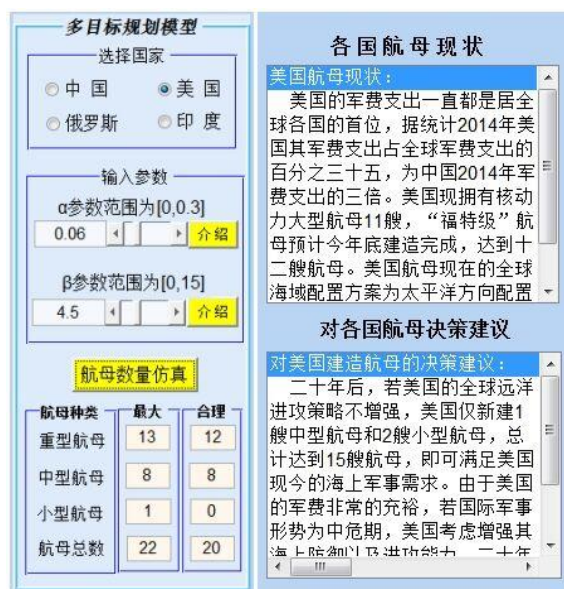 多目标规划模型
选择国家
中 国
美 国
俄罗斯
印 度
输入参数
α参数范围为[0,0.3]
0.06
介绍
β参数范围为[0,15]
4.5
介绍
航母数量仿真
航母种类 最大 合理
重型航母 13 12
中型航母 8 8
小型航母 1 0
航母总数 22 20
各国航母现状
美国航母现状：
美国的军费支出一直都是居全
球各国的首位，据统计2014年美
国其军费支出占全球军费支出的
百分之三十五，为中国2014年军
费支出的三倍。美国现拥有核动
力大型航母11艘，“福特级”航
母预计今年底建造完成，达到十
二艘航母。美国航母现在的全球
海域配置方案为太平洋方向配置
对各国航母决策建议
对美国建造航母的决策建议：
二十年后，若美国的全球远洋
进攻策略不增强，美国仅新建1
艘中型航母和2艘小型航母，总
计达到15艘航母，即可满足美国
现今的海上军事需求。由于美国
的军费非常的充裕，若国际军事
形势为中危期，美国考虑增强其
海上防御以及进攻能力，二十年